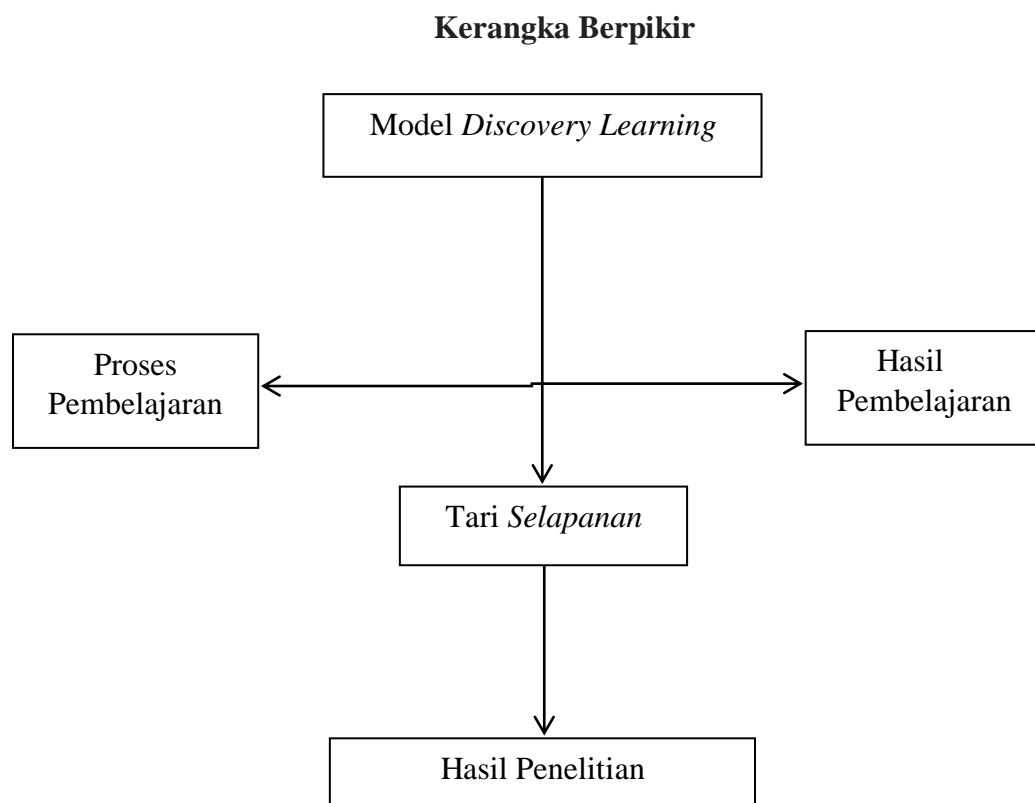 Kerangka Berpikir
Model Discovery Learning
Proses
Pembelajaran
Hasil
Pembelajaran
Tari Selapanan
Hasil Penelitian